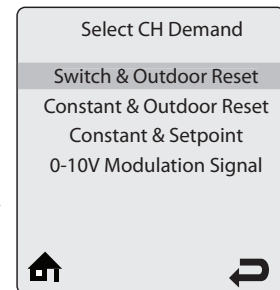 Select CH Demand
Switch & Outdoor Reset
Constant & Outdoor Reset
Constant & Setpoint
0-10V Modulation Signal